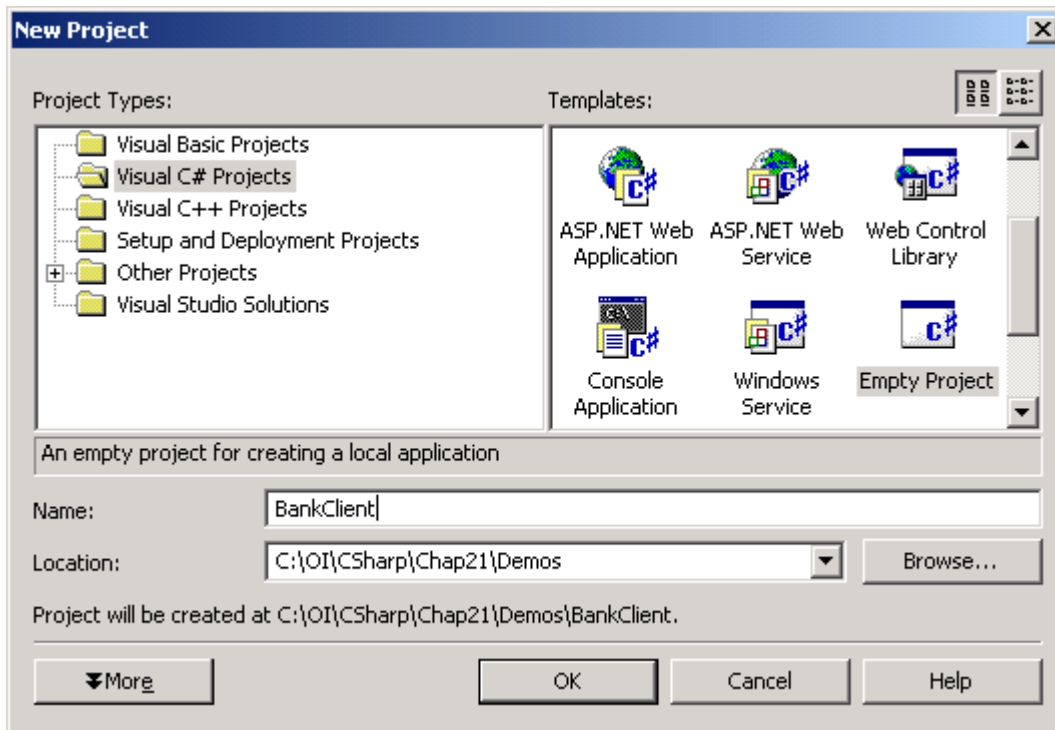 New Project
Project Types:
Templates:
Visual Basic Projects
Visual C# Projects
Visual C++ Projects
Setup and Deployment Projects
Other Projects
Visual Studio Solutions
ASP.NET Web Application
ASP.NET Web Service
Web Control Library
Console Application
Windows Service
Empty Project
An empty project for creating a local application
Name:
BankClient
Location:
C:\OI\CSharp\Chap21\Demos
Browse...
Project will be created at C:\OI\CSharp\Chap21\Demos\BankClient.
More
OK
Cancel
Help